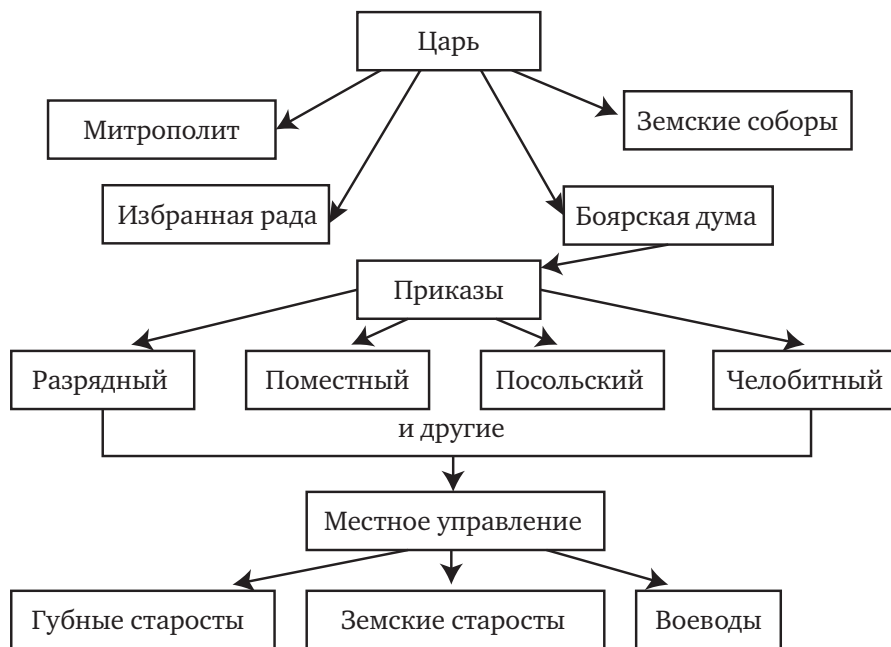 Царь
Митрополит
Земские соборы
Избранная рада
Боярская дума
Приказы
Разрядный
Поместный
Посольский
Челобитный
и другие
Местное управление
Губные старосты
Земские старосты
Воеводы